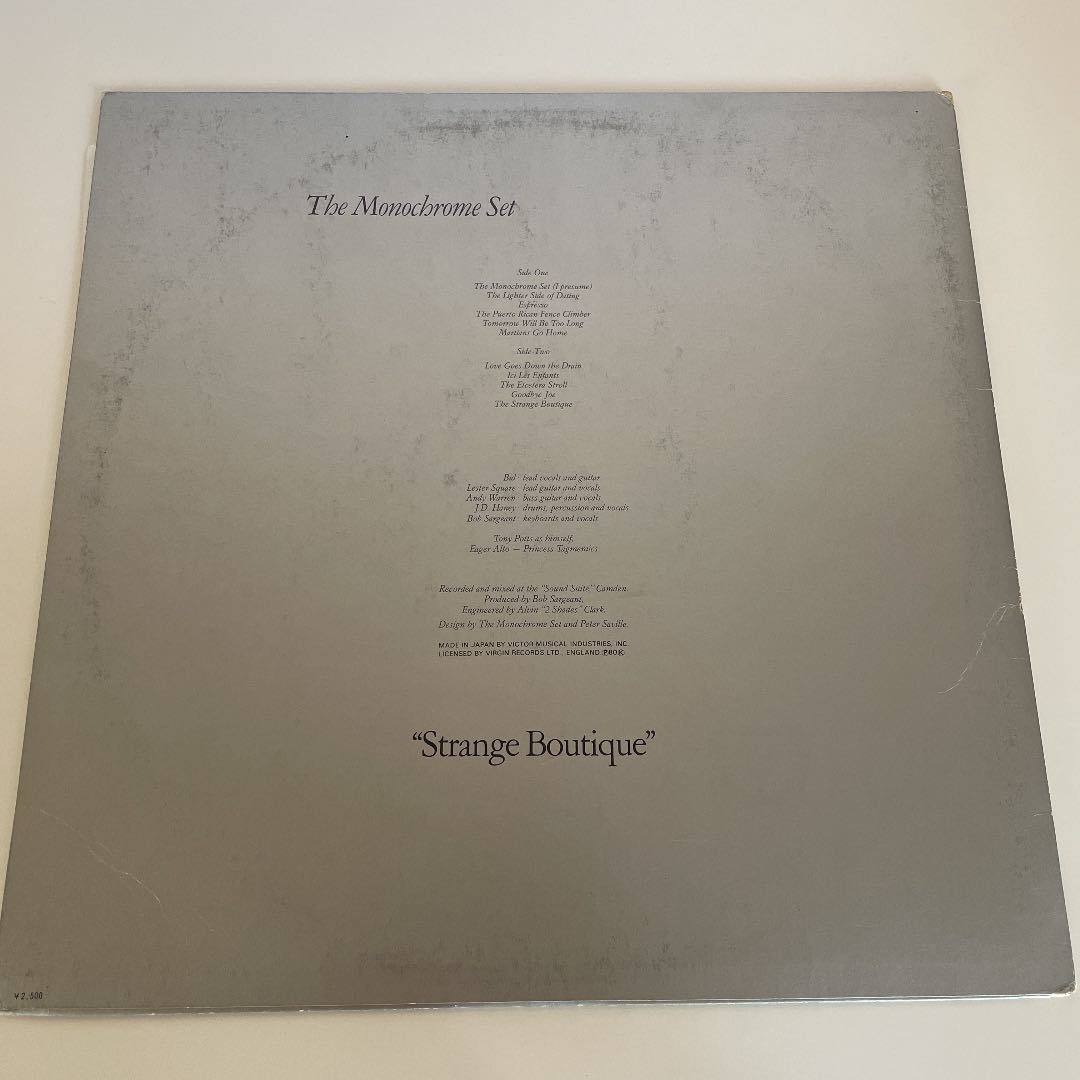 The Monochrome Set
Side One
The Monochrome Set (I presume)
The Lighter Side of Dating
Espresso
The Puerto Rican Fence Climber
Tomorrow Will Be Too Long
Martians Go Home
Side Two
Love Goes Down the Drain
Ici Les Enfants
The Etcetera Stroll
Goodbye Joe
The Strange Boutique
Bid · lead vocals and guitar
Lester Square · lead guitar and vocals
Andy Warren · bass guitar and vocals
J.D. Haney · drums, percussion and vocals
Bob Sargeant · keyboards and vocals
Tony Potts as himself,
Eager Alto — Princess Tagmemics
Recorded and mixed at the "Sound Suite" Camden.
Produced by Bob Sargeant.
Engineered by Alvin "2 Shades" Clark.
Design by The Monochrome Set and Peter Saville.
MADE IN JAPAN BY VICTOR MUSICAL INDUSTRIES, INC.
LICENSED BY VIRGIN RECORDS LTD., ENGLAND
“Strange Boutique”
¥2,500